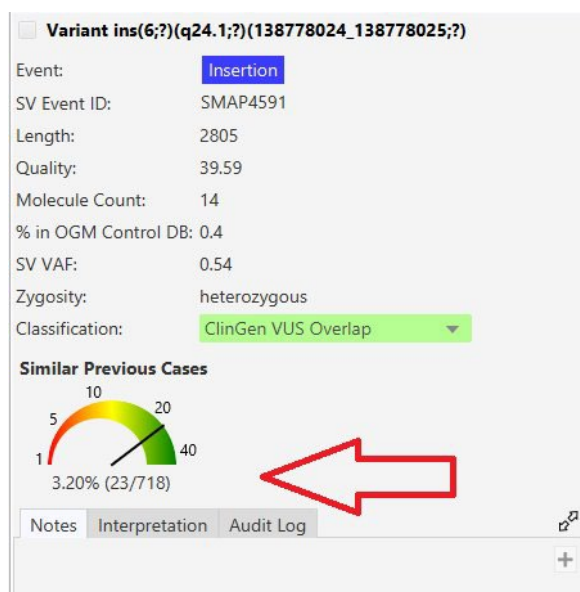 Variant ins(6;?)(q24.1;?)(138778024_138778025;?)
Event: Insertion
SV Event ID: SMAP4591
Length: 2805
Quality: 39.59
Molecule Count: 14
% in OGM Control DB: 0.4
SV VAF: 0.54
Zygosity: heterozygous
Classification: ClinGen VUS Overlap
Similar Previous Cases
1 5 10 20 40
3.20% (23/718)
Notes Interpretation Audit Log